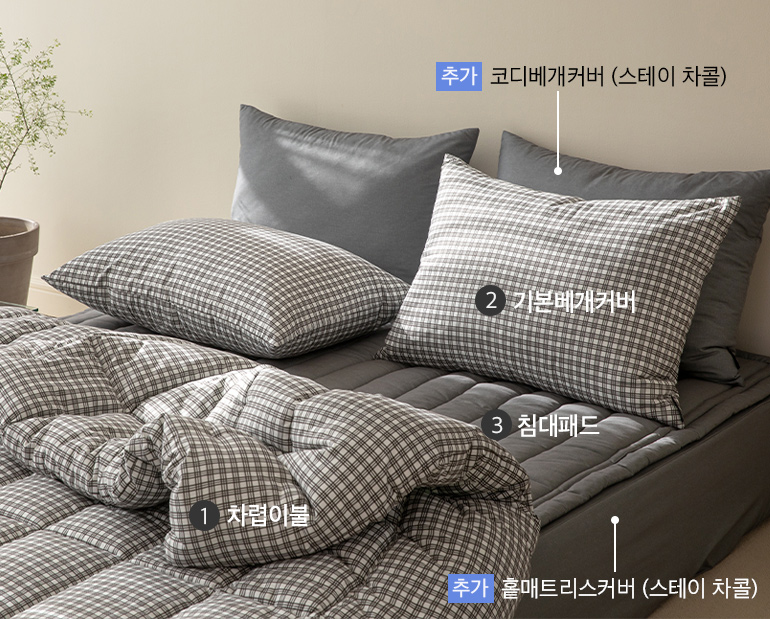 추가 코디베개커버 (스테이 차콜)
2 기본베개커버
3 침대패드
1 차렵이불
추가 홑매트리스커버 (스테이 차콜)